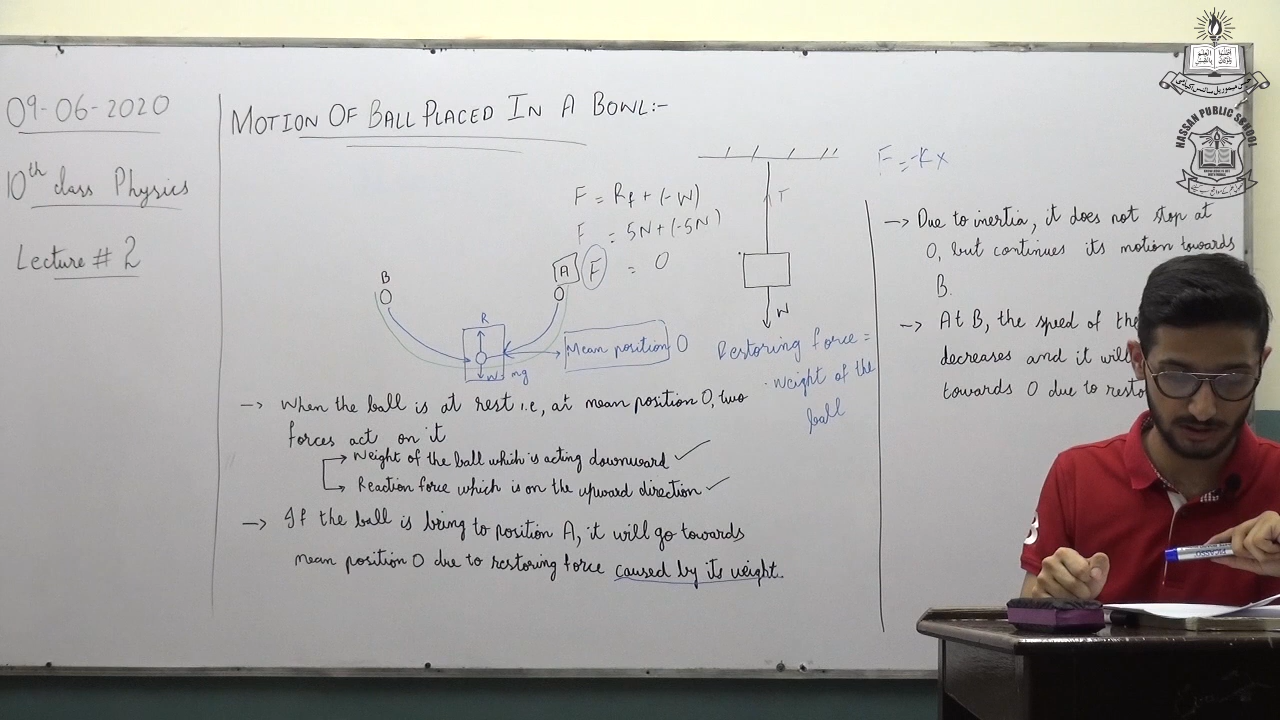 09-06-2020
10th class Physics
Lecture # 2
MOTION OF BALL PLACED IN A BOWL:-
F = Rf + (-W)
F = 5N + (-5N)
F = 0
T
W
F = -K x
B
A
R
W = mg
Mean position O
Restoring force =
Weight of the
ball
→ When the ball is at rest i.e, at mean position O, two
forces act on it
→ Weight of the ball which is acting downward ✓
→ Reaction force which is on the upward direction ✓
→ If the ball is being to position A, it will go towards
mean position O due to restoring force caused by its weight.
→ Due to inertia, it does not stop at
O, but continues its motion towards
B.
→ At B, the speed of the
decreases and it will
towards O due to resto
HASSAN PUBLIC SCHOOL